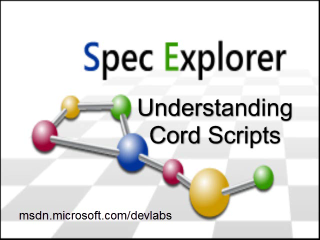 Spec Explorer
Understanding
Cord Scripts
msdn.microsoft.com/devlabs